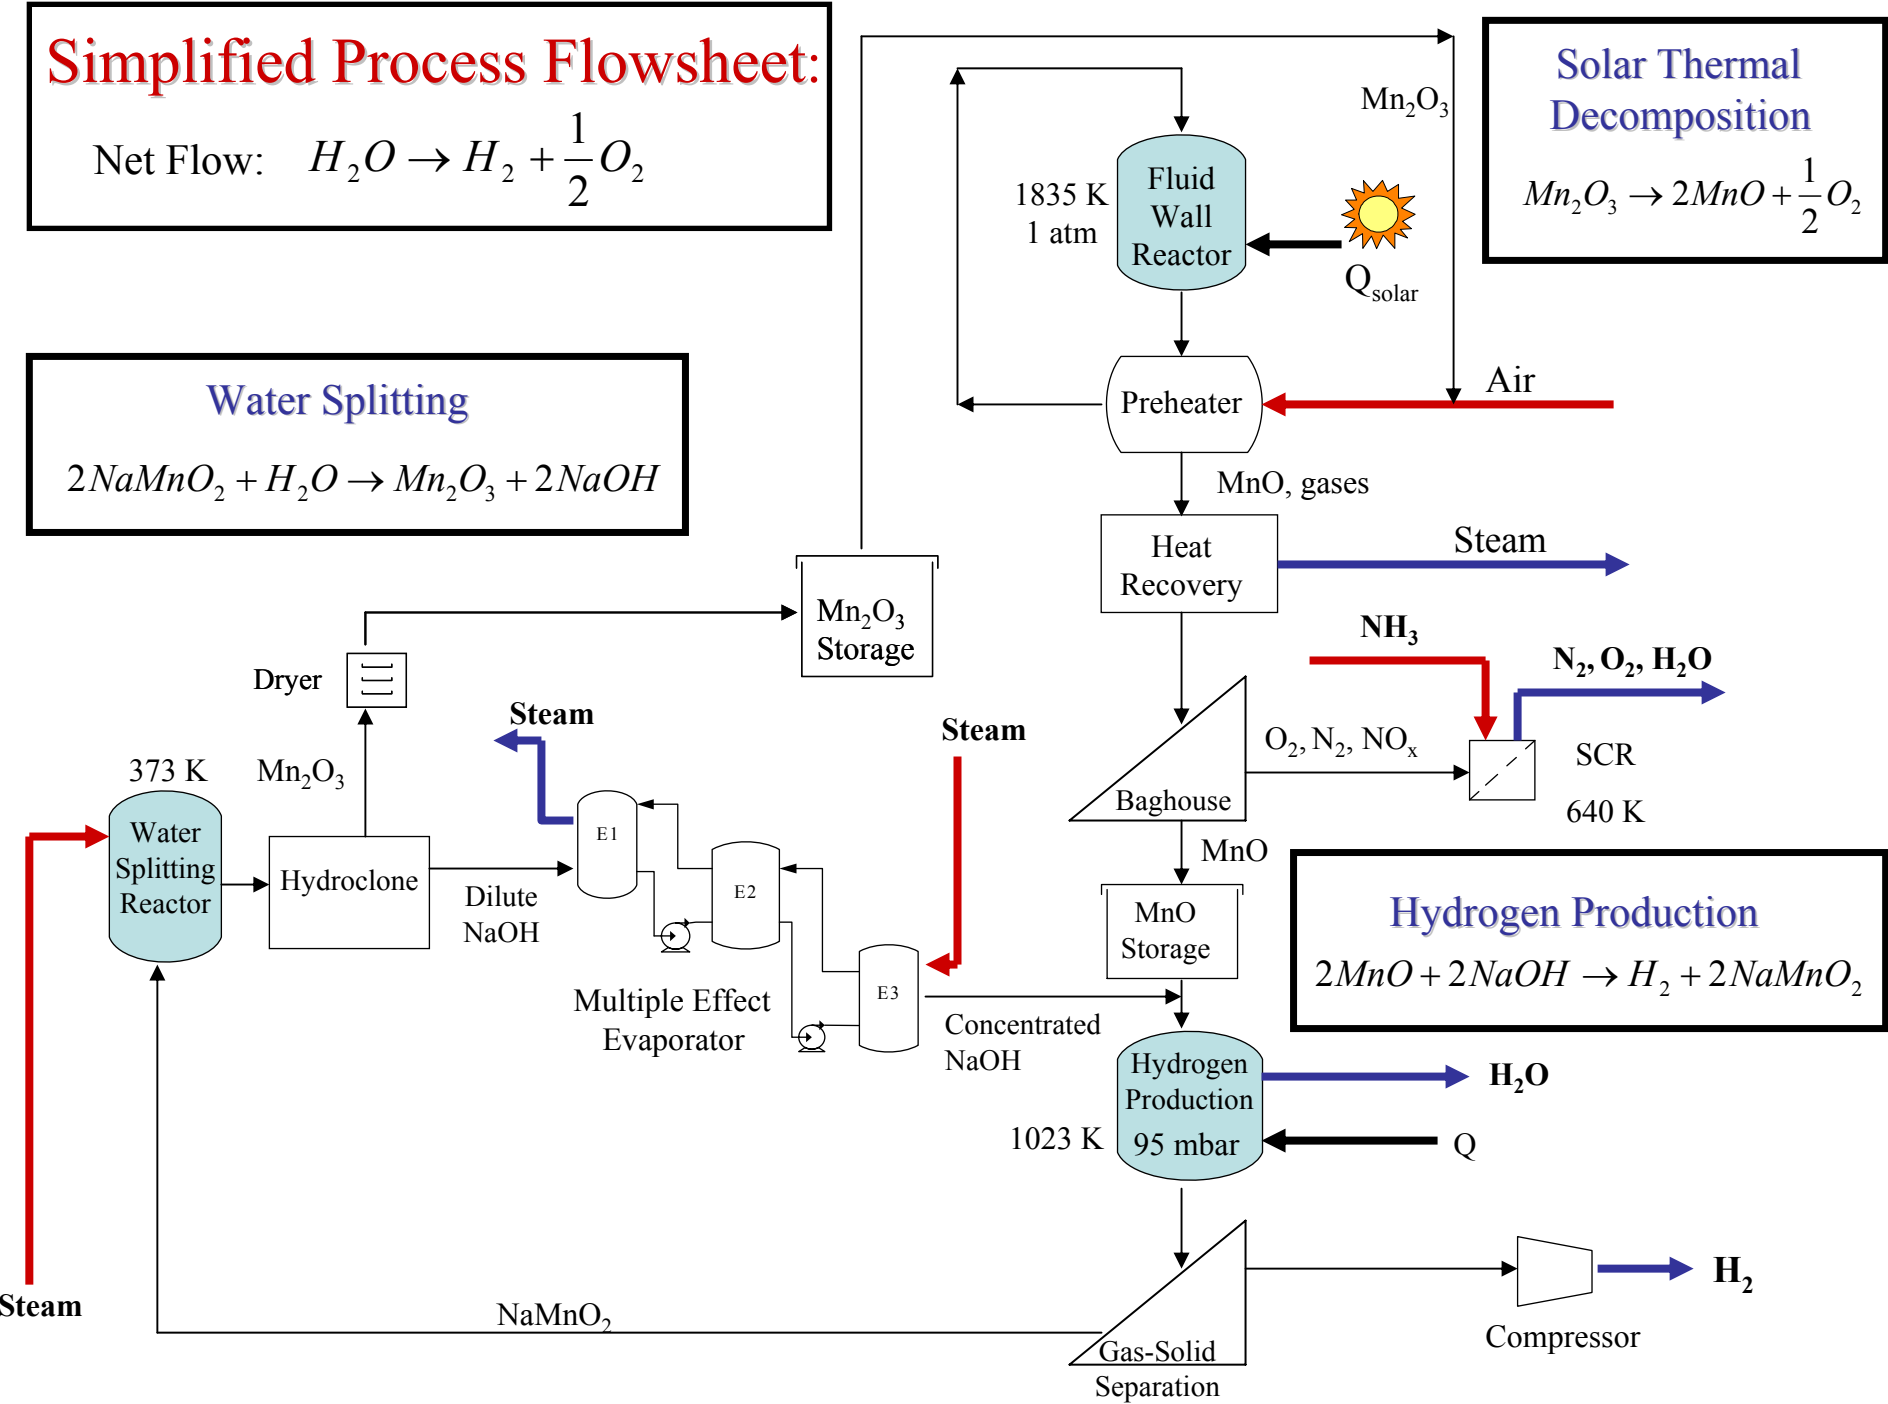 Simplified Process Flowsheet:
Net Flow: H₂O → H₂ + 1/2 O₂
Solar Thermal
Decomposition
Mn₂O₃ → 2MnO + 1/2 O₂
Mn₂O₃
Fluid
Wall
Reactor
1835 K
1 atm
Qsolar
Water Splitting
2NaMnO₂ + H₂O → Mn₂O₃ + 2NaOH
Preheater
Air
MnO, gases
Heat
Recovery
Steam
Mn₂O₃
Storage
Dryer
NH₃
N₂, O₂, H₂O
Steam
Steam
O₂, N₂, NOₓ
SCR
640 K
Baghouse
373 K
Mn₂O₃
Water
Splitting
Reactor
Hydroclone
Dilute
NaOH
E1
E2
E3
Multiple Effect
Evaporator
Concentrated
NaOH
MnO
MnO
Storage
Hydrogen Production
2MnO + 2NaOH → H₂ + 2NaMnO₂
Hydrogen
Production
95 mbar
1023 K
H₂O
Q
Steam
NaMnO₂
Gas-Solid
Separation
Compressor
H₂